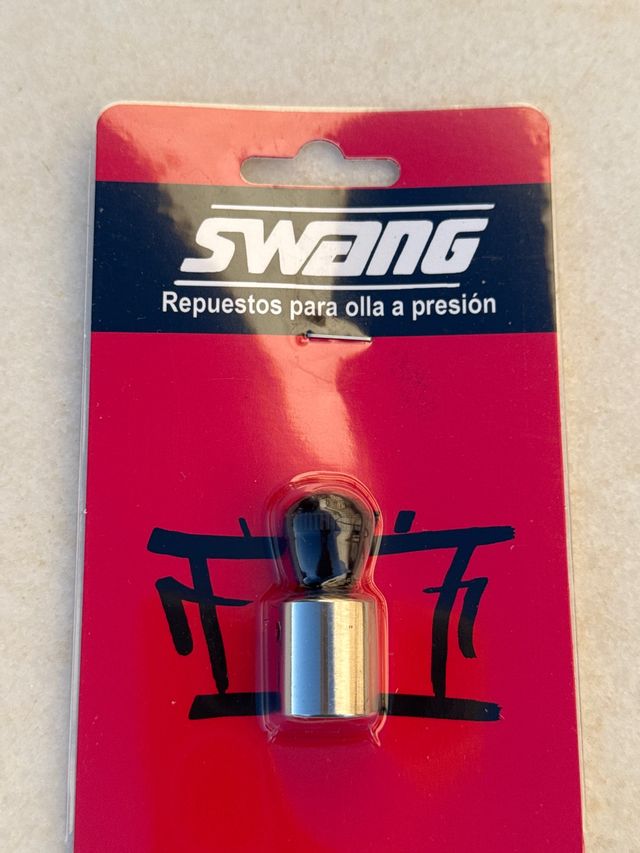 SWANG
Repuestos para olla a presión